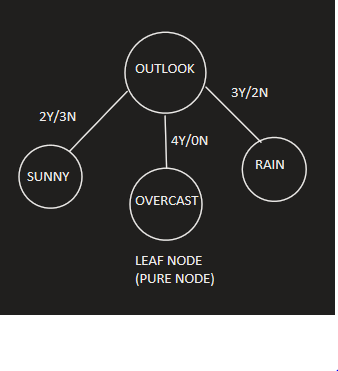 OUTLOOK
3Y/2N
2Y/3N
4Y/0N
SUNNY
RAIN
OVERCAST
LEAF NODE
(PURE NODE)